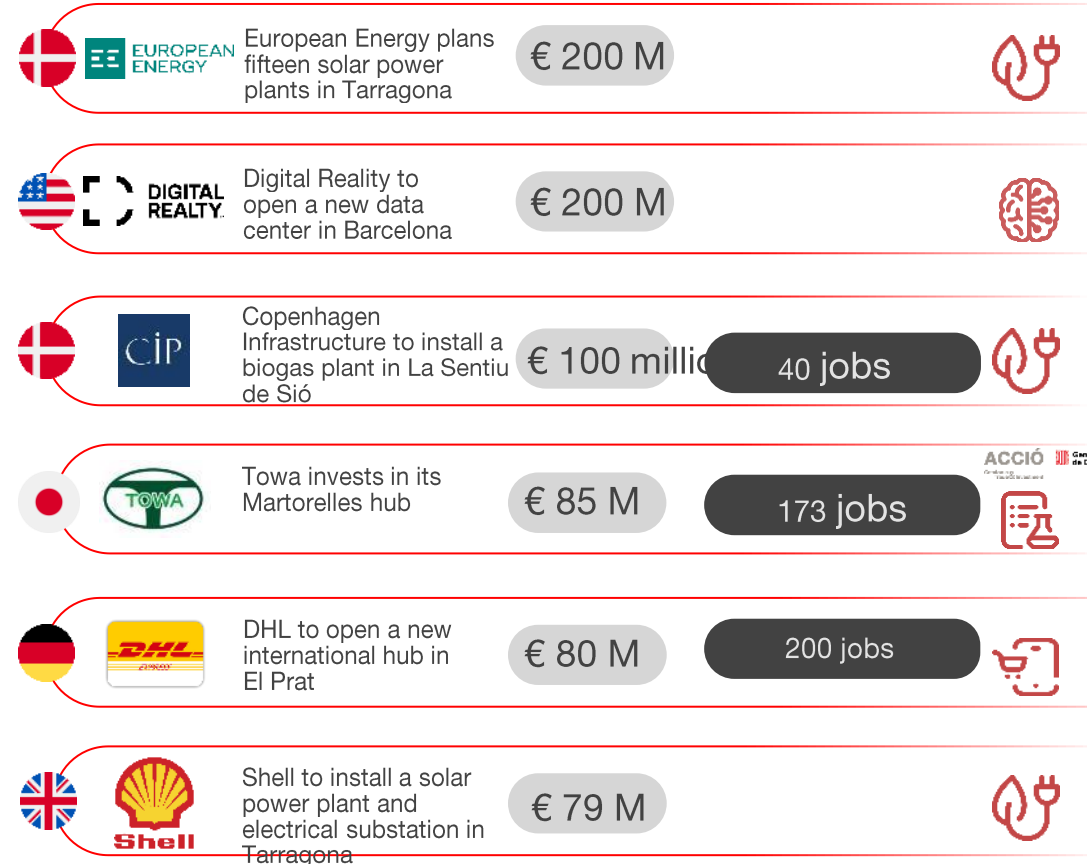 EUROPEAN
ENERGY
European Energy plans
fifteen solar power
plants in Tarragona
€ 200 M
DIGITAL
REALTY
Digital Reality to
open a new data
center in Barcelona
€ 200 M
CIP
Copenhagen
Infrastructure to install a
biogas plant in La Sentiu
de Sió
€ 100 millio
40 jobs
ACCIÓ
TOWA
Towa invests in its
Martorelles hub
€ 85 M
173 jobs
DHL
EXPRESS
DHL to open a new
international hub in
El Prat
€ 80 M
200 jobs
Shell
Shell to install a solar
power plant and
electrical substation in
Tarragona
€ 79 M